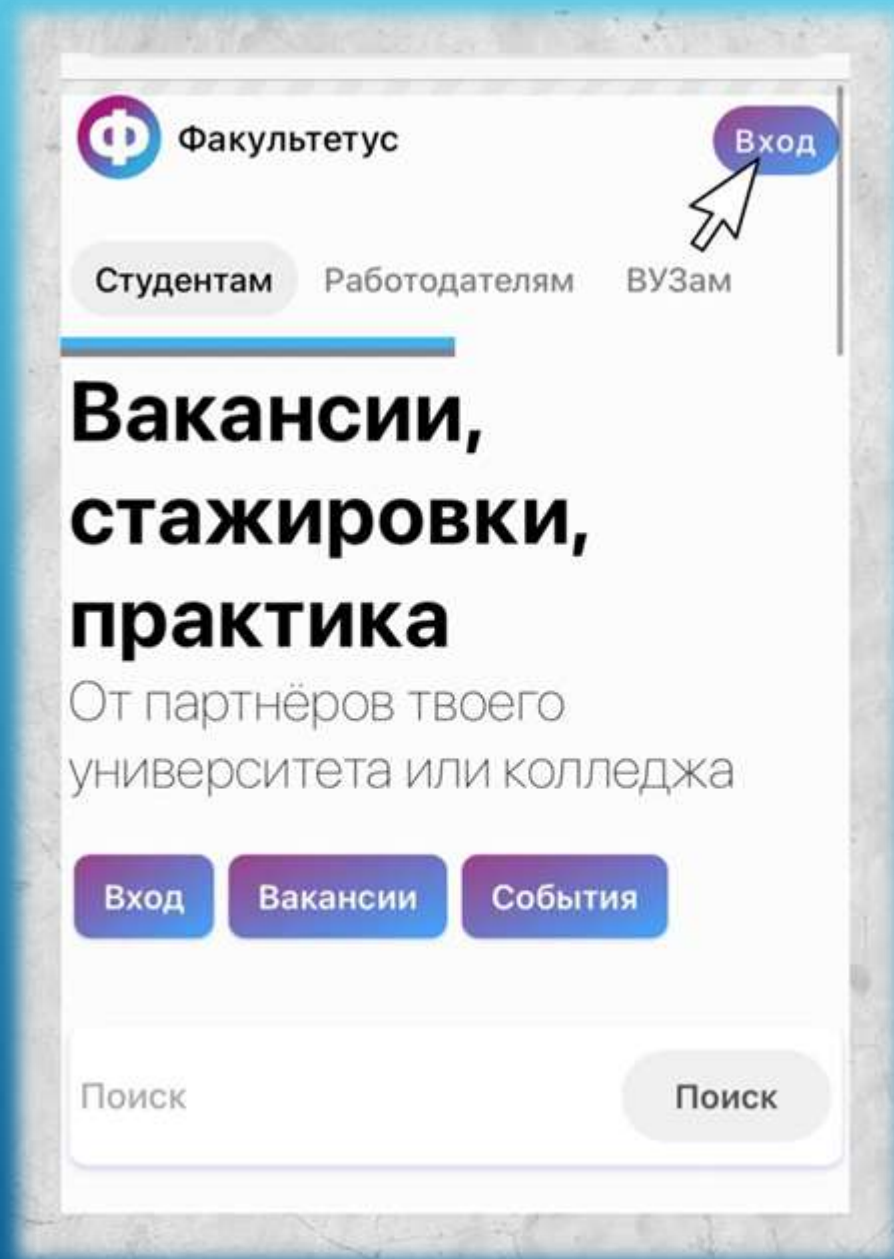 Ф Факультетус
Вход
Студентам Работодателям ВУЗам
Вакансии,
стажировки,
практика
От партнёров твоего
университета или колледжа
Вход Вакансии События
Поиск Поиск